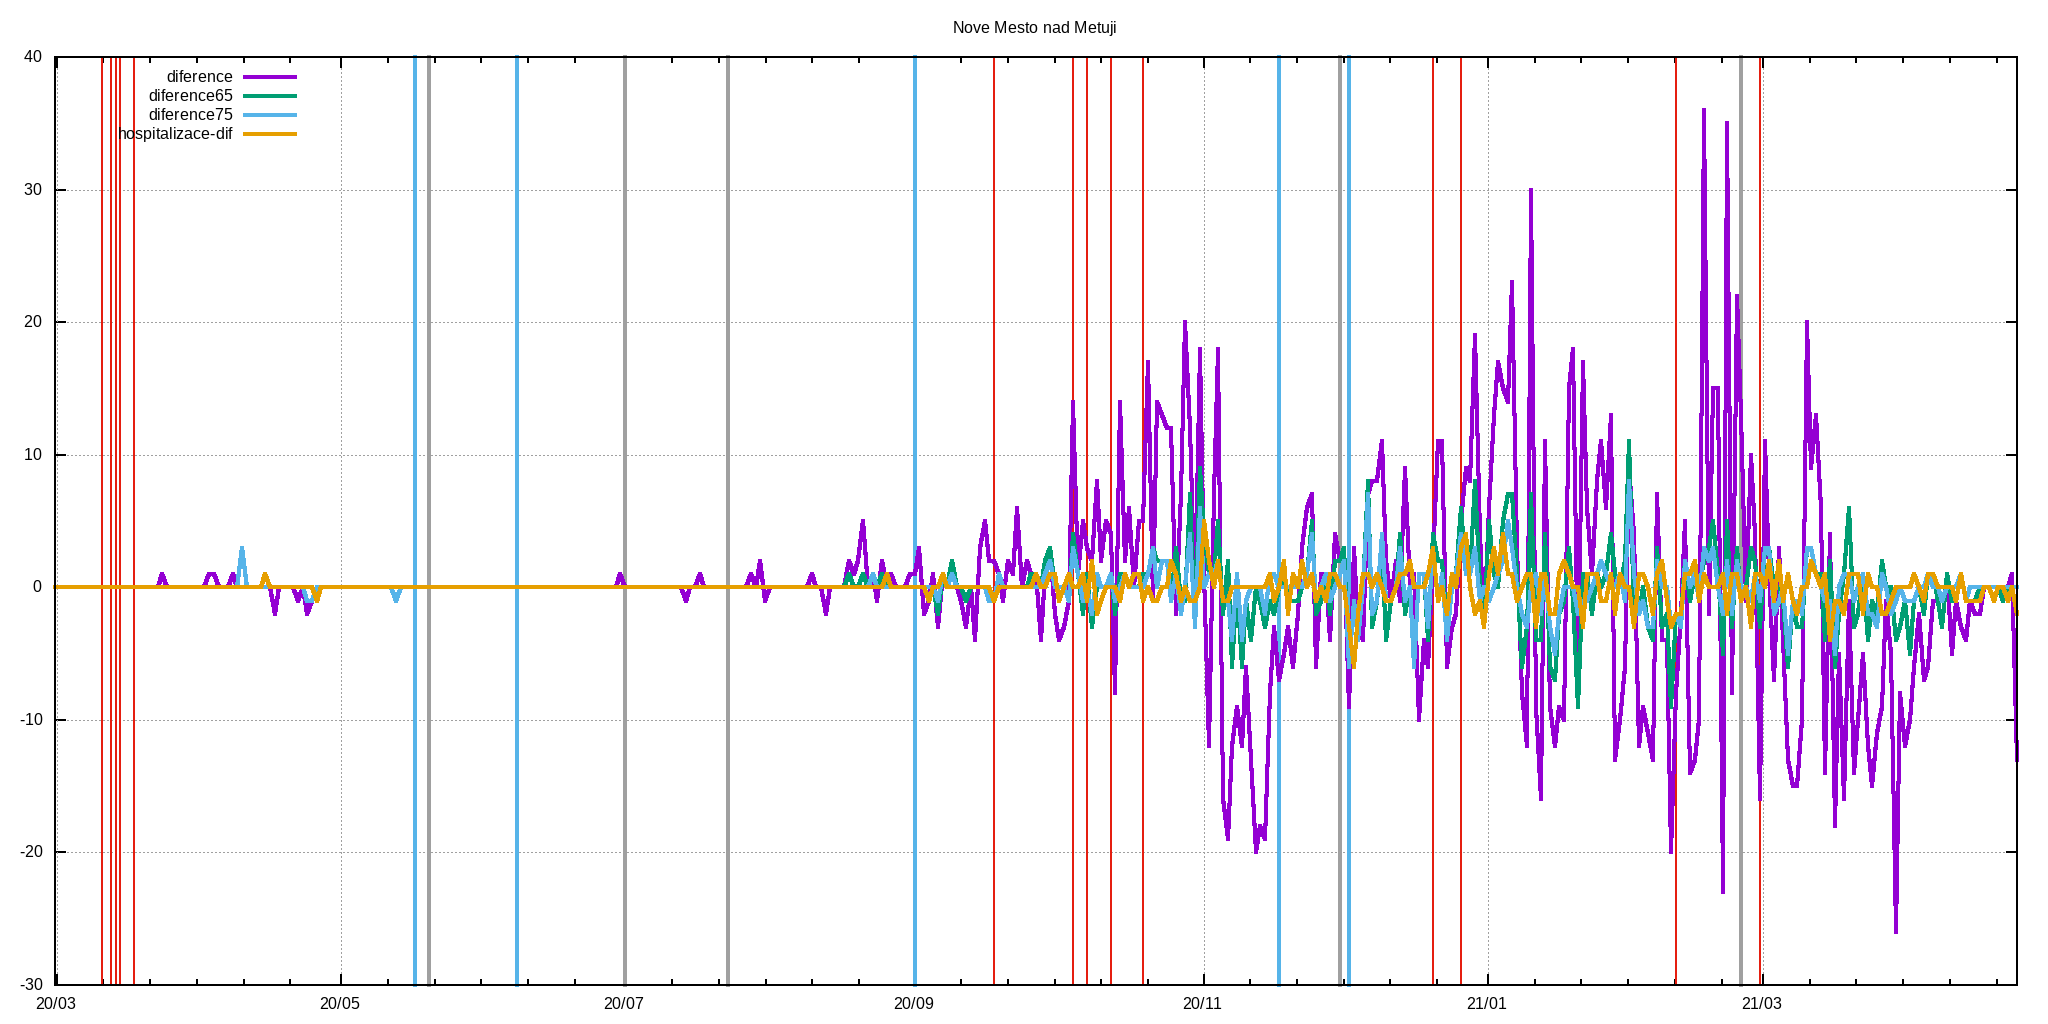 Nove Mesto nad Metuji
40
diference
diference65
diference75
hospitalizace-dif
30
20
10
0
-10
-20
-30
20/03 20/05 20/07 20/09 20/11 21/01 21/03